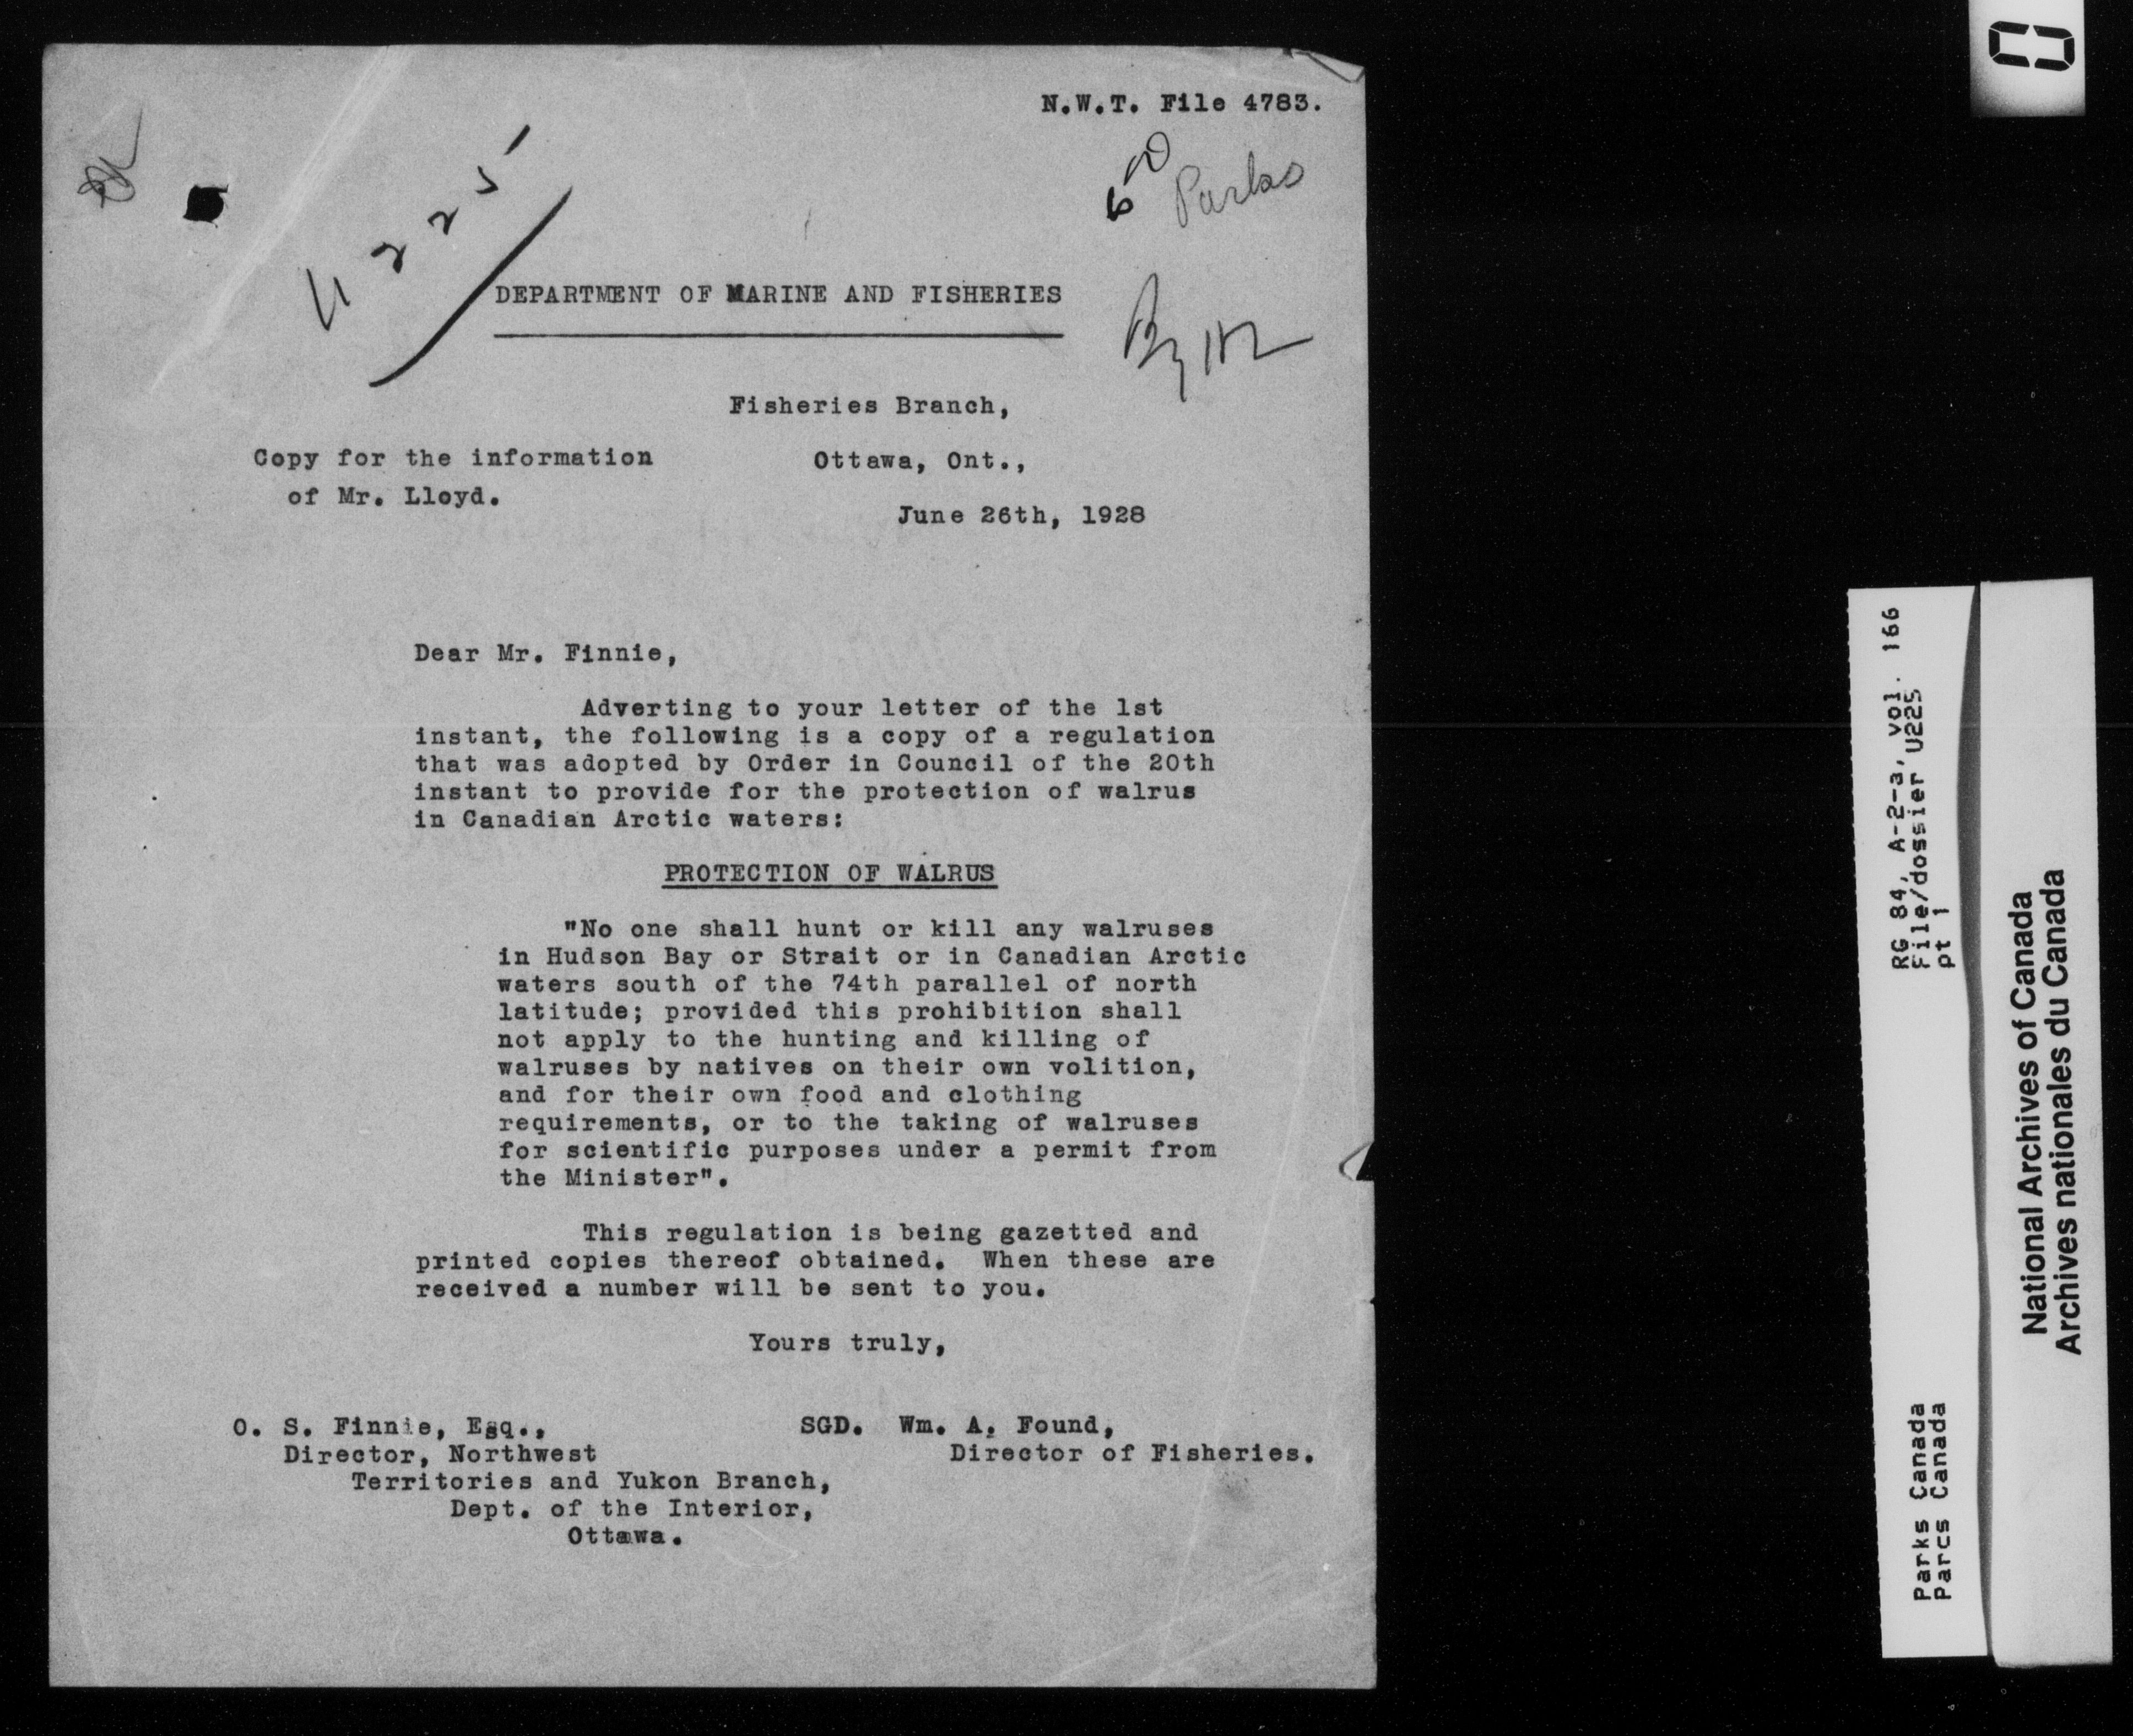 N.W.T. File 4783.
Parks
U225
DEPARTMENT OF MARINE AND FISHERIES
Fisheries Branch,
Copy for the information
of Mr. Lloyd.
Ottawa, Ont.,
June 26th, 1928
Dear Mr. Finnie,
Adverting to your letter of the 1st
instant, the following is a copy of a regulation
that was adopted by Order in Council of the 20th
instant to provide for the protection of walrus
in Canadian Arctic waters:
PROTECTION OF WALRUS
"No one shall hunt or kill any walruses
in Hudson Bay or Strait or in Canadian Arctic
waters south of the 74th parallel of north
latitude; provided this prohibition shall
not apply to the hunting and killing of
walruses by natives on their own volition,
and for their own food and clothing
requirements, or to the taking of walruses
for scientific purposes under a permit from
the Minister".
This regulation is being gazetted and
printed copies thereof obtained. When these are
received a number will be sent to you.
Yours truly,
SGD. Wm. A. Found,
Director of Fisheries.
O. S. Finnie, Esq.,
Director, Northwest
Territories and Yukon Branch,
Dept. of the Interior,
Ottawa.
RG 84, A-2-a, vol. 166
File/dossier U225
pt 1
Parks Canada
Parcs Canada
National Archives of Canada
Archives nationales du Canada